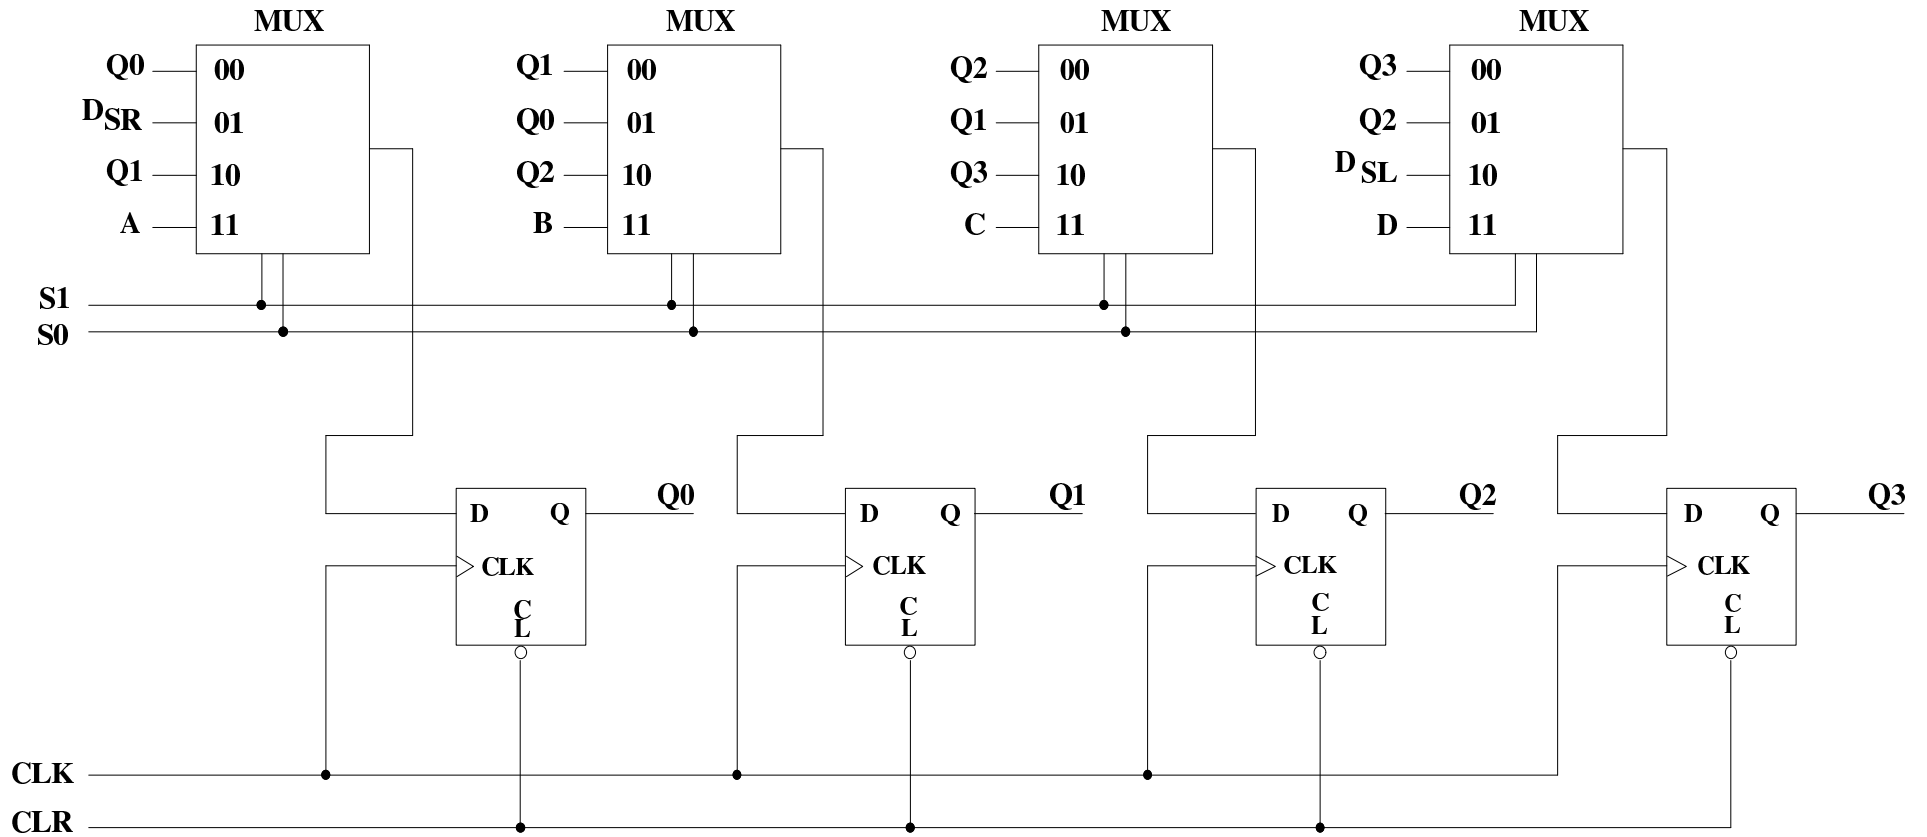 MUX MUX MUX MUX
Q0 00 Q1 00 Q2 00 Q3 00
DSR 01 Q0 01 Q1 01 Q2 01
Q1 10 Q2 10 Q3 10 D SL 10
A 11 B 11 C 11 D 11
S1
S0
Q0 Q1 Q2 Q3
D Q D Q D Q D Q
CLK CLK CLK CLK
C C C C
L L L L
CLK
CLR